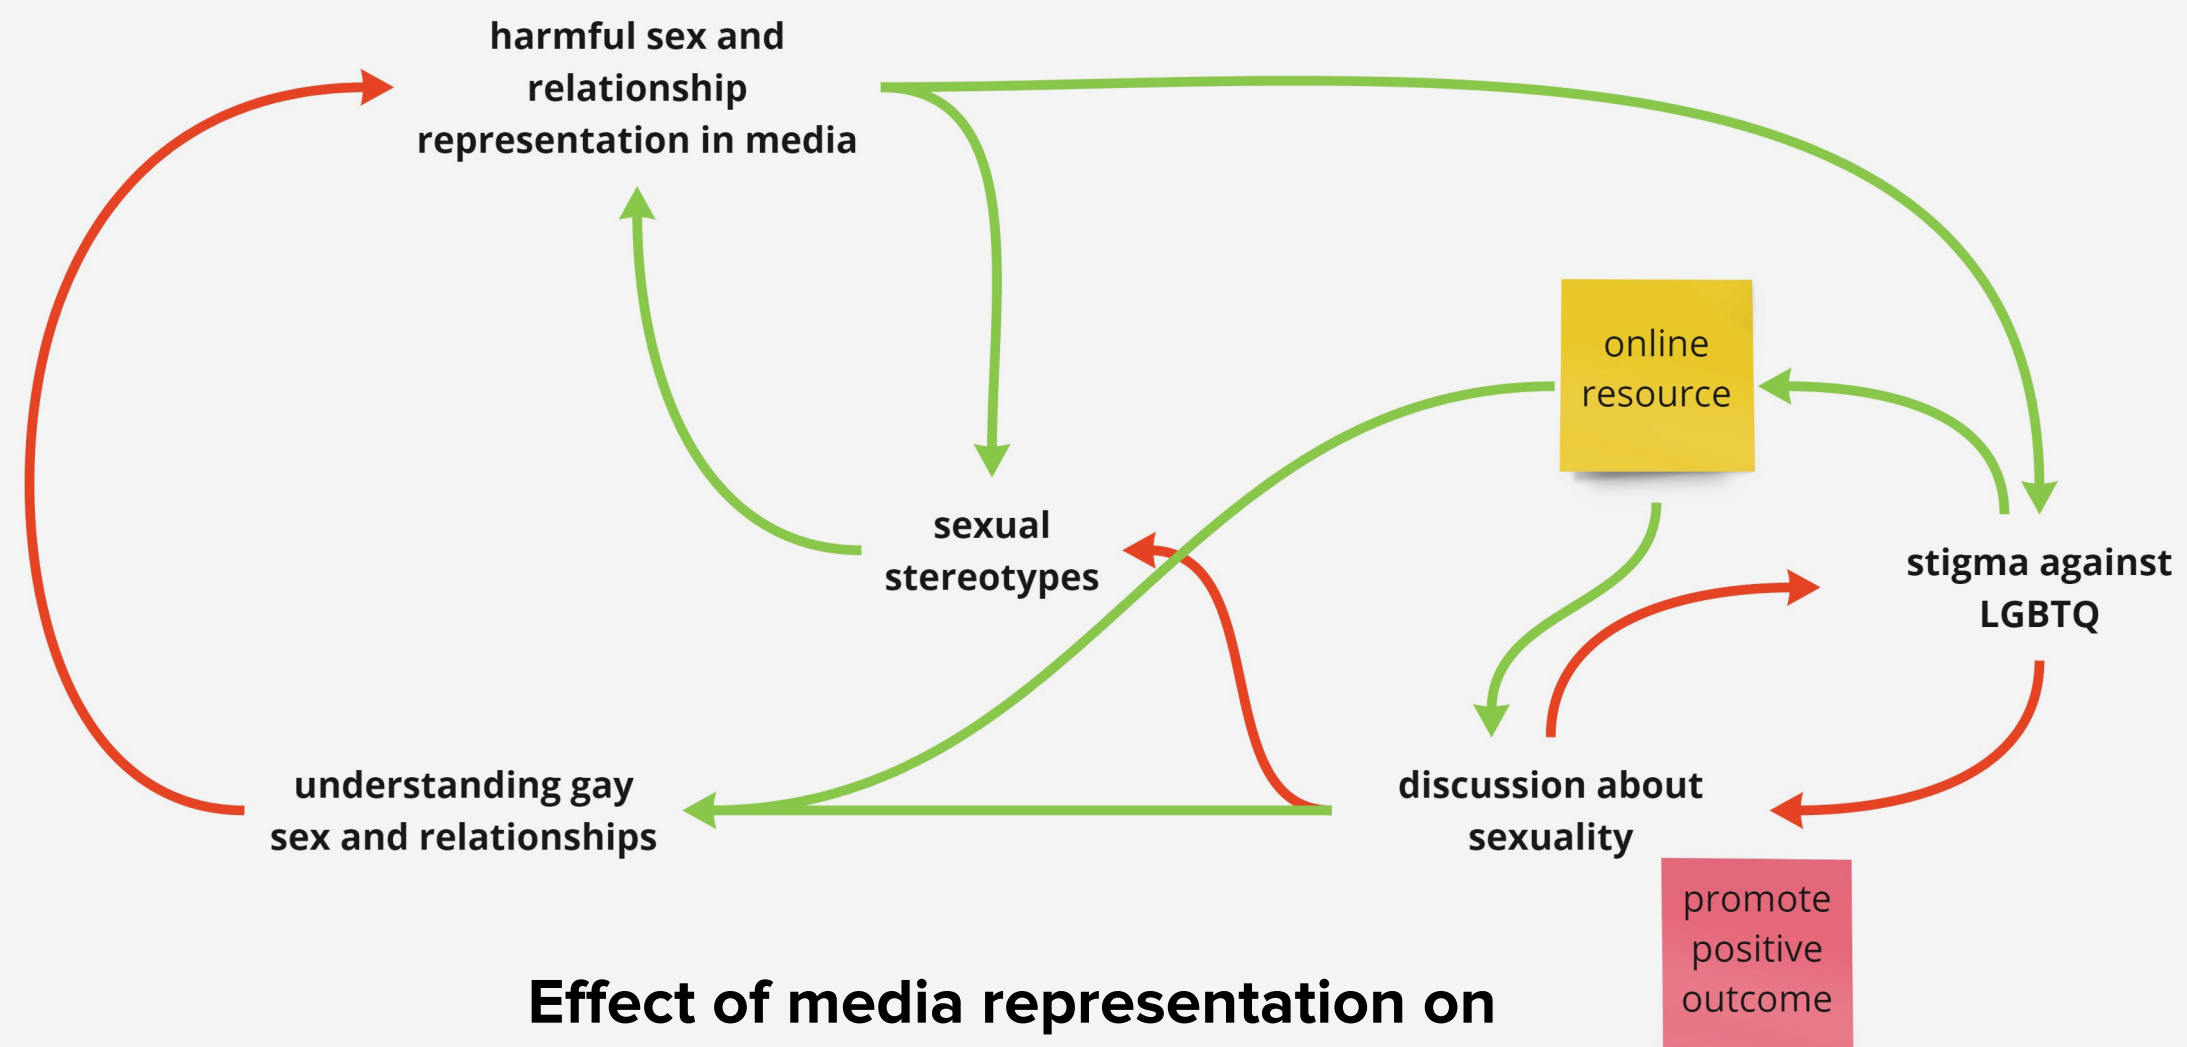 harmful sex and
relationship
representation in media
online
resource
sexual
stereotypes
stigma against
LGBTQ
understanding gay
sex and relationships
discussion about
sexuality
promote
positive
outcome
Effect of media representation on